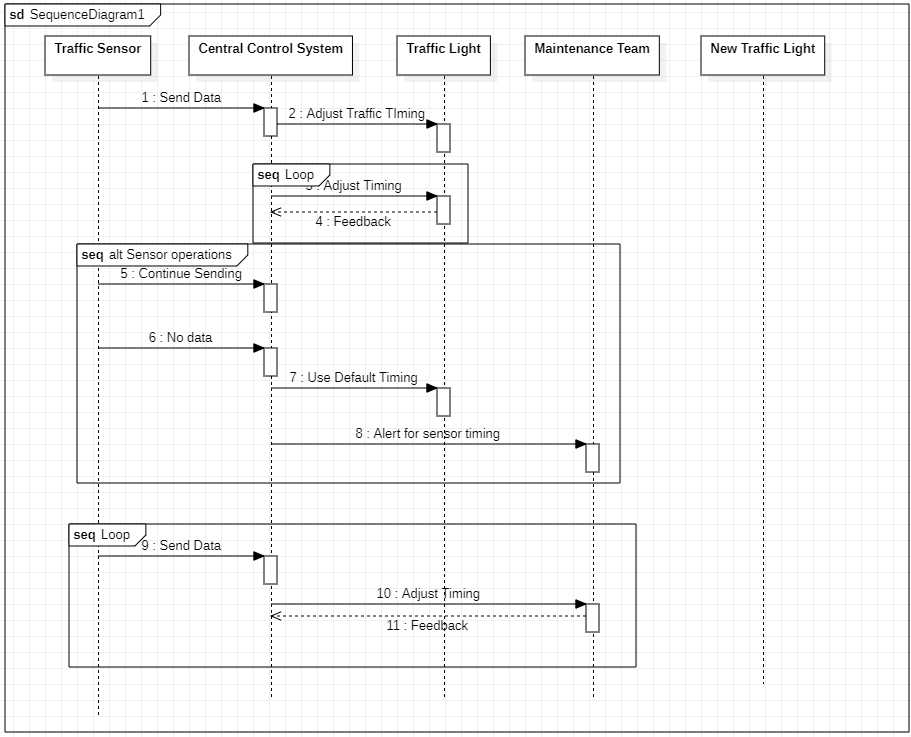 sd SequenceDiagram1
Traffic Sensor
Central Control System
Traffic Light
Maintenance Team
New Traffic Light
1 : Send Data
2 : Adjust Traffic TIming
seq Loop
3 : Adjust Timing
4 : Feedback
seq alt Sensor operations
5 : Continue Sending
6 : No data
7 : Use Default Timing
8 : Alert for sensor timing
seq Loop
9 : Send Data
10 : Adjust Timing
11 : Feedback